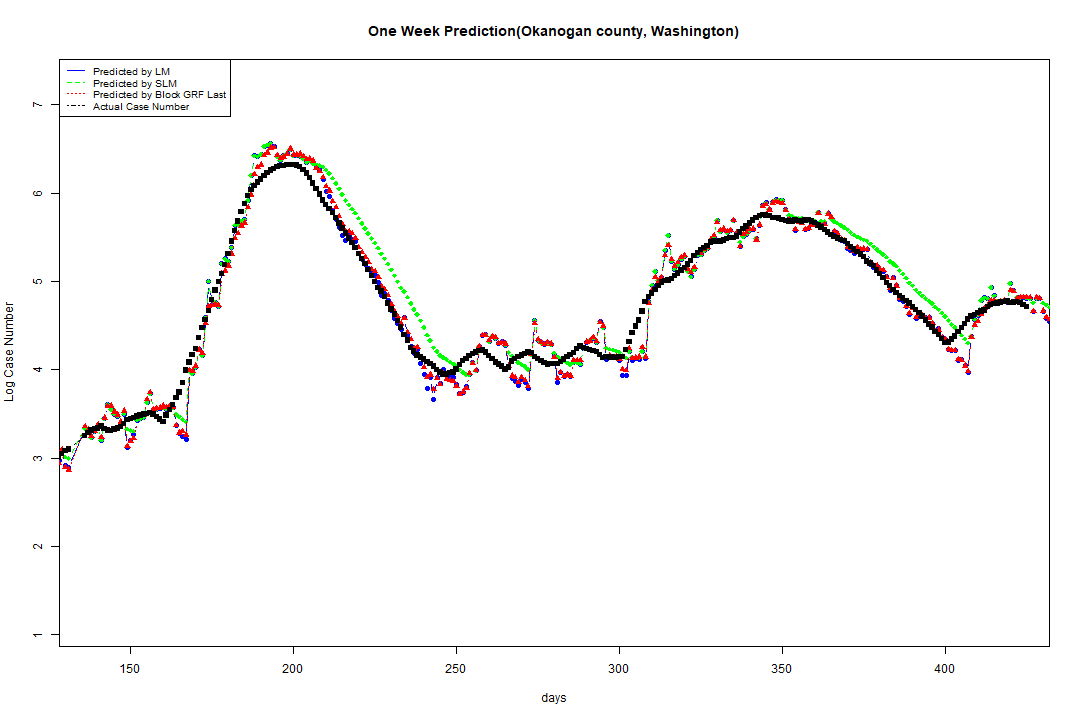 One Week Prediction(Okanogan county, Washington)
Predicted by LM
Predicted by SLM
Predicted by Block GRF Last
Actual Case Number
7
6
5
4
3
2
1
Log Case Number
150 200 250 300 350 400
days